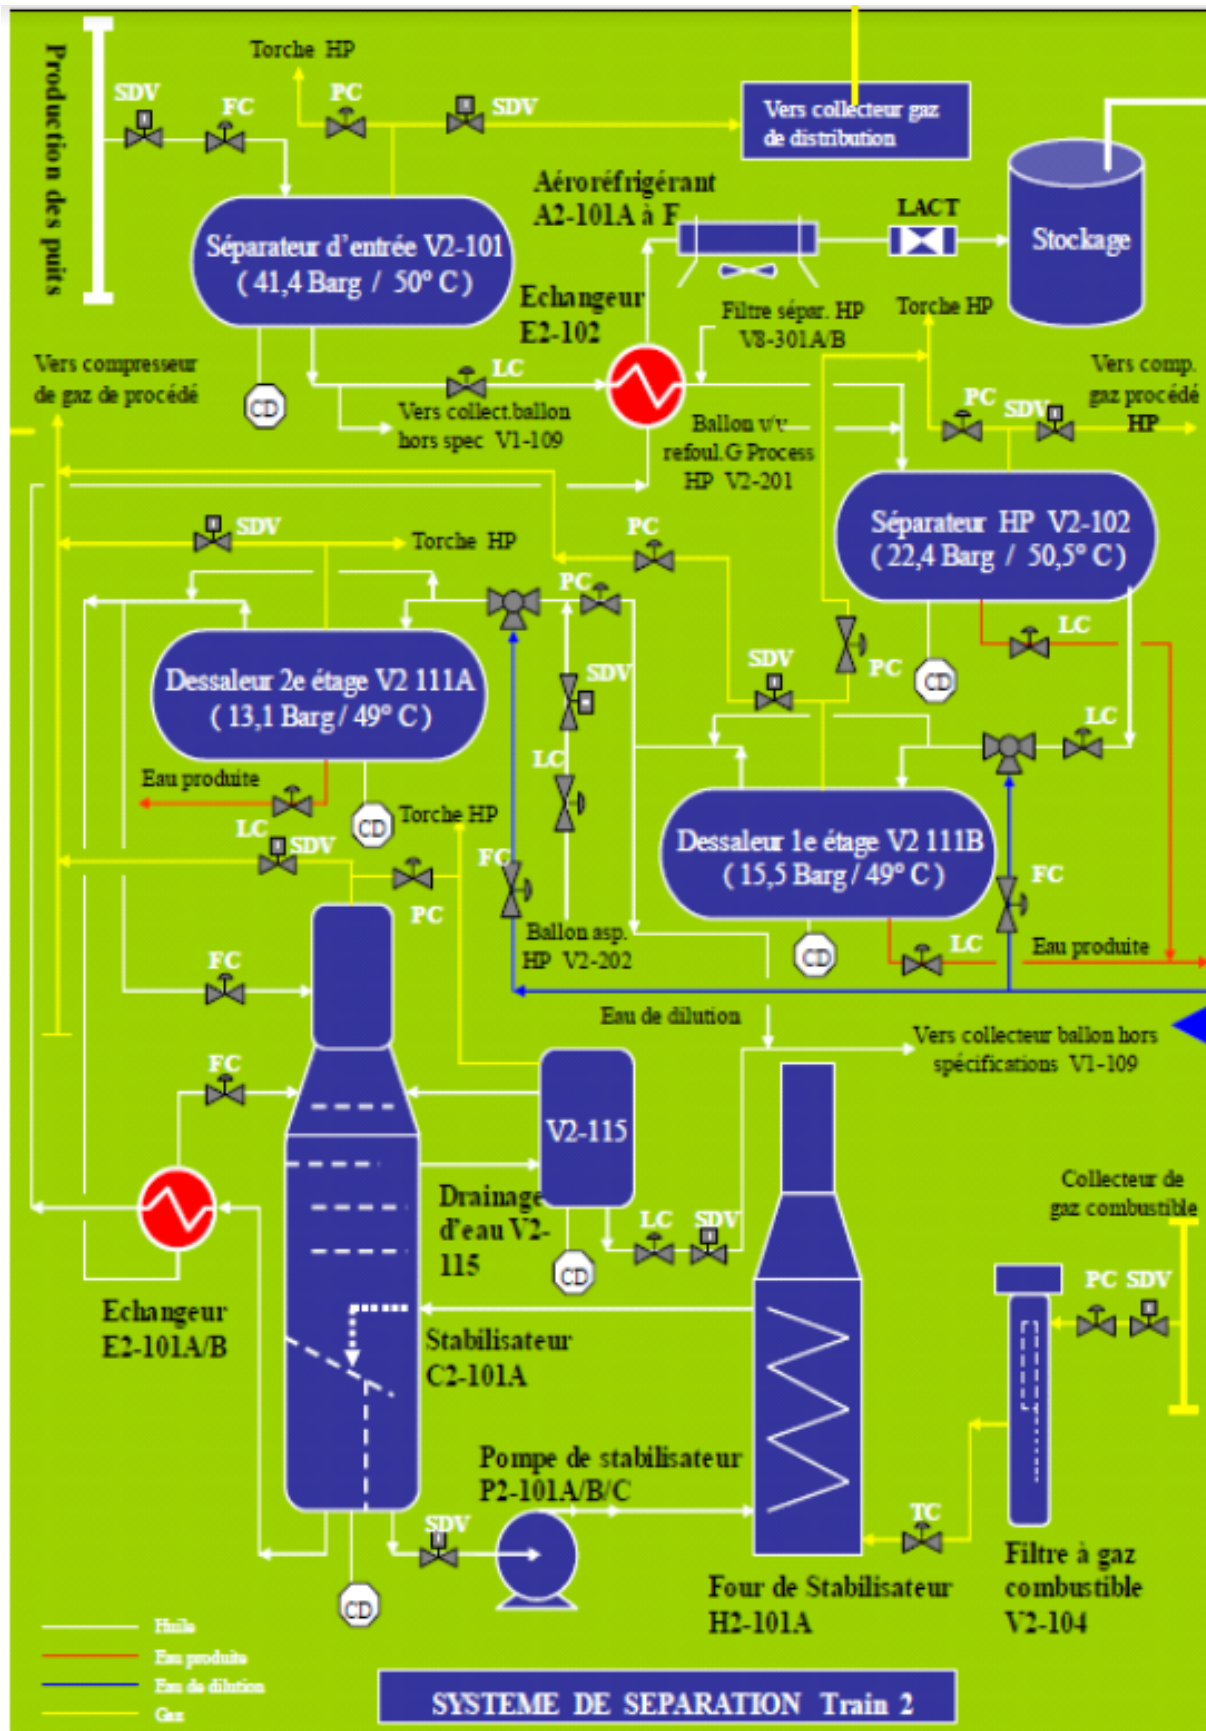 Production des puits
Torche HP
SDV
FC
PC
SDV
Vers collecteur gaz
de distribution
Aéroréfrigérant
A2-101A à F
LACT
Stockage
Séparateur d'entrée V2-101
( 41,4 Barg / 50° C )
Echangeur
E2-102
Filtre sépar. HP
V8-301A/B
Torche HP
Vers compresseur
de gaz de procédé
CD
LC
Vers collect.ballon
hors spec V1-109
Vers comp.
gaz procédé
HP
PC
SDV
Ballon v/v
refoul.G Process
HP V2-201
Séparateur HP V2-102
( 22,4 Barg / 50,5° C )
SDV
Torche HP
PC
PC
LC
CD
Dessaleur 2e étage V2 111A
( 13,1 Barg / 49° C )
SDV
SDV
PC
LC
LC
Eau produite
LC
CD
Torche HP
SDV
PC
FC
Dessaleur 1e étage V2 111B
( 15,5 Barg / 49° C )
FC
Ballon asp.
HP V2-202
CD
LC
Eau produite
FC
Eau de dilution
Vers collecteur ballon hors
spécifications V1-109
FC
V2-115
Drainage
d'eau V2-
115
LC
SDV
CD
Collecteur de
gaz combustible
PC
SDV
Echangeur
E2-101A/B
Stabilisateur
C2-101A
Pompe de stabilisateur
P2-101A/B/C
SDV
TC
CD
Four de Stabilisateur
H2-101A
Filtre à gaz
combustible
V2-104
Huile
Eau produite
Eau de dilution
Gaz
SYSTEME DE SEPARATION Train 2